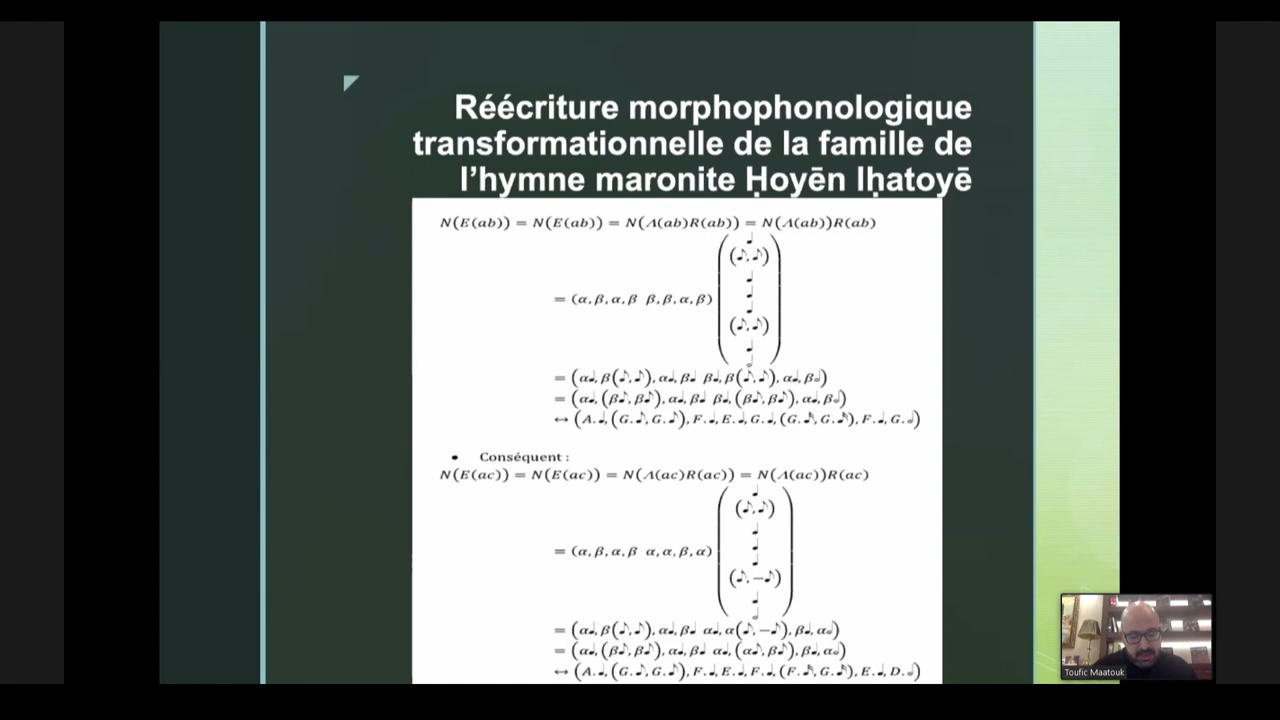 Réécriture morphophonologique
transformationnelle de la famille de
l'hymne maronite Ḥoyēn lḥatoyē
N(E(ab)) = N(E(ab)) = N(Λ(ab)R(ab)) = N(Λ(ab))R(ab)
= (α, β, α, β β, β, α, β) (♩ (♪, ♪) ♩ ♩ ♩ (♪, ♪) ♩ 𝅗𝅥)
= (α♩, β(♪, ♪), α♩, β♩ β♩, β(♪, ♪), α♩, β𝅗𝅥)
= (α♩, (β♪, β♪), α♩, β♩ β♩, (β♪, β♪), α♩, β𝅗𝅥)
↔ (A.♩, (G.♪, G.♪), F.♩, E.♩, G.♩, (G.♪, G.♪), F.♩, G.𝅗𝅥)
• Conséquent :
N(E(ac)) = N(E(ac)) = N(Λ(ac)R(ac)) = N(Λ(ac))R(ac)
= (α, β, α, β α, α, β, α) (♩ (♪, ♪) ♩ ♩ ♩ (♪, −♪) ♩ 𝅗𝅥)
= (α♩, β(♪, ♪), α♩, β♩ α♩, α(♪, −♪), β♩, α𝅗𝅥)
= (α♩, (β♪, β♪), α♩, β♩ α♩, (α♪, β♪), β♩, α𝅗𝅥)
↔ (A.♩, (G.♪, G.♪), F.♩, E.♩, F.♩, (F.♪, G.♪), E.♩, D.𝅗𝅥)
Toufic Maatouk